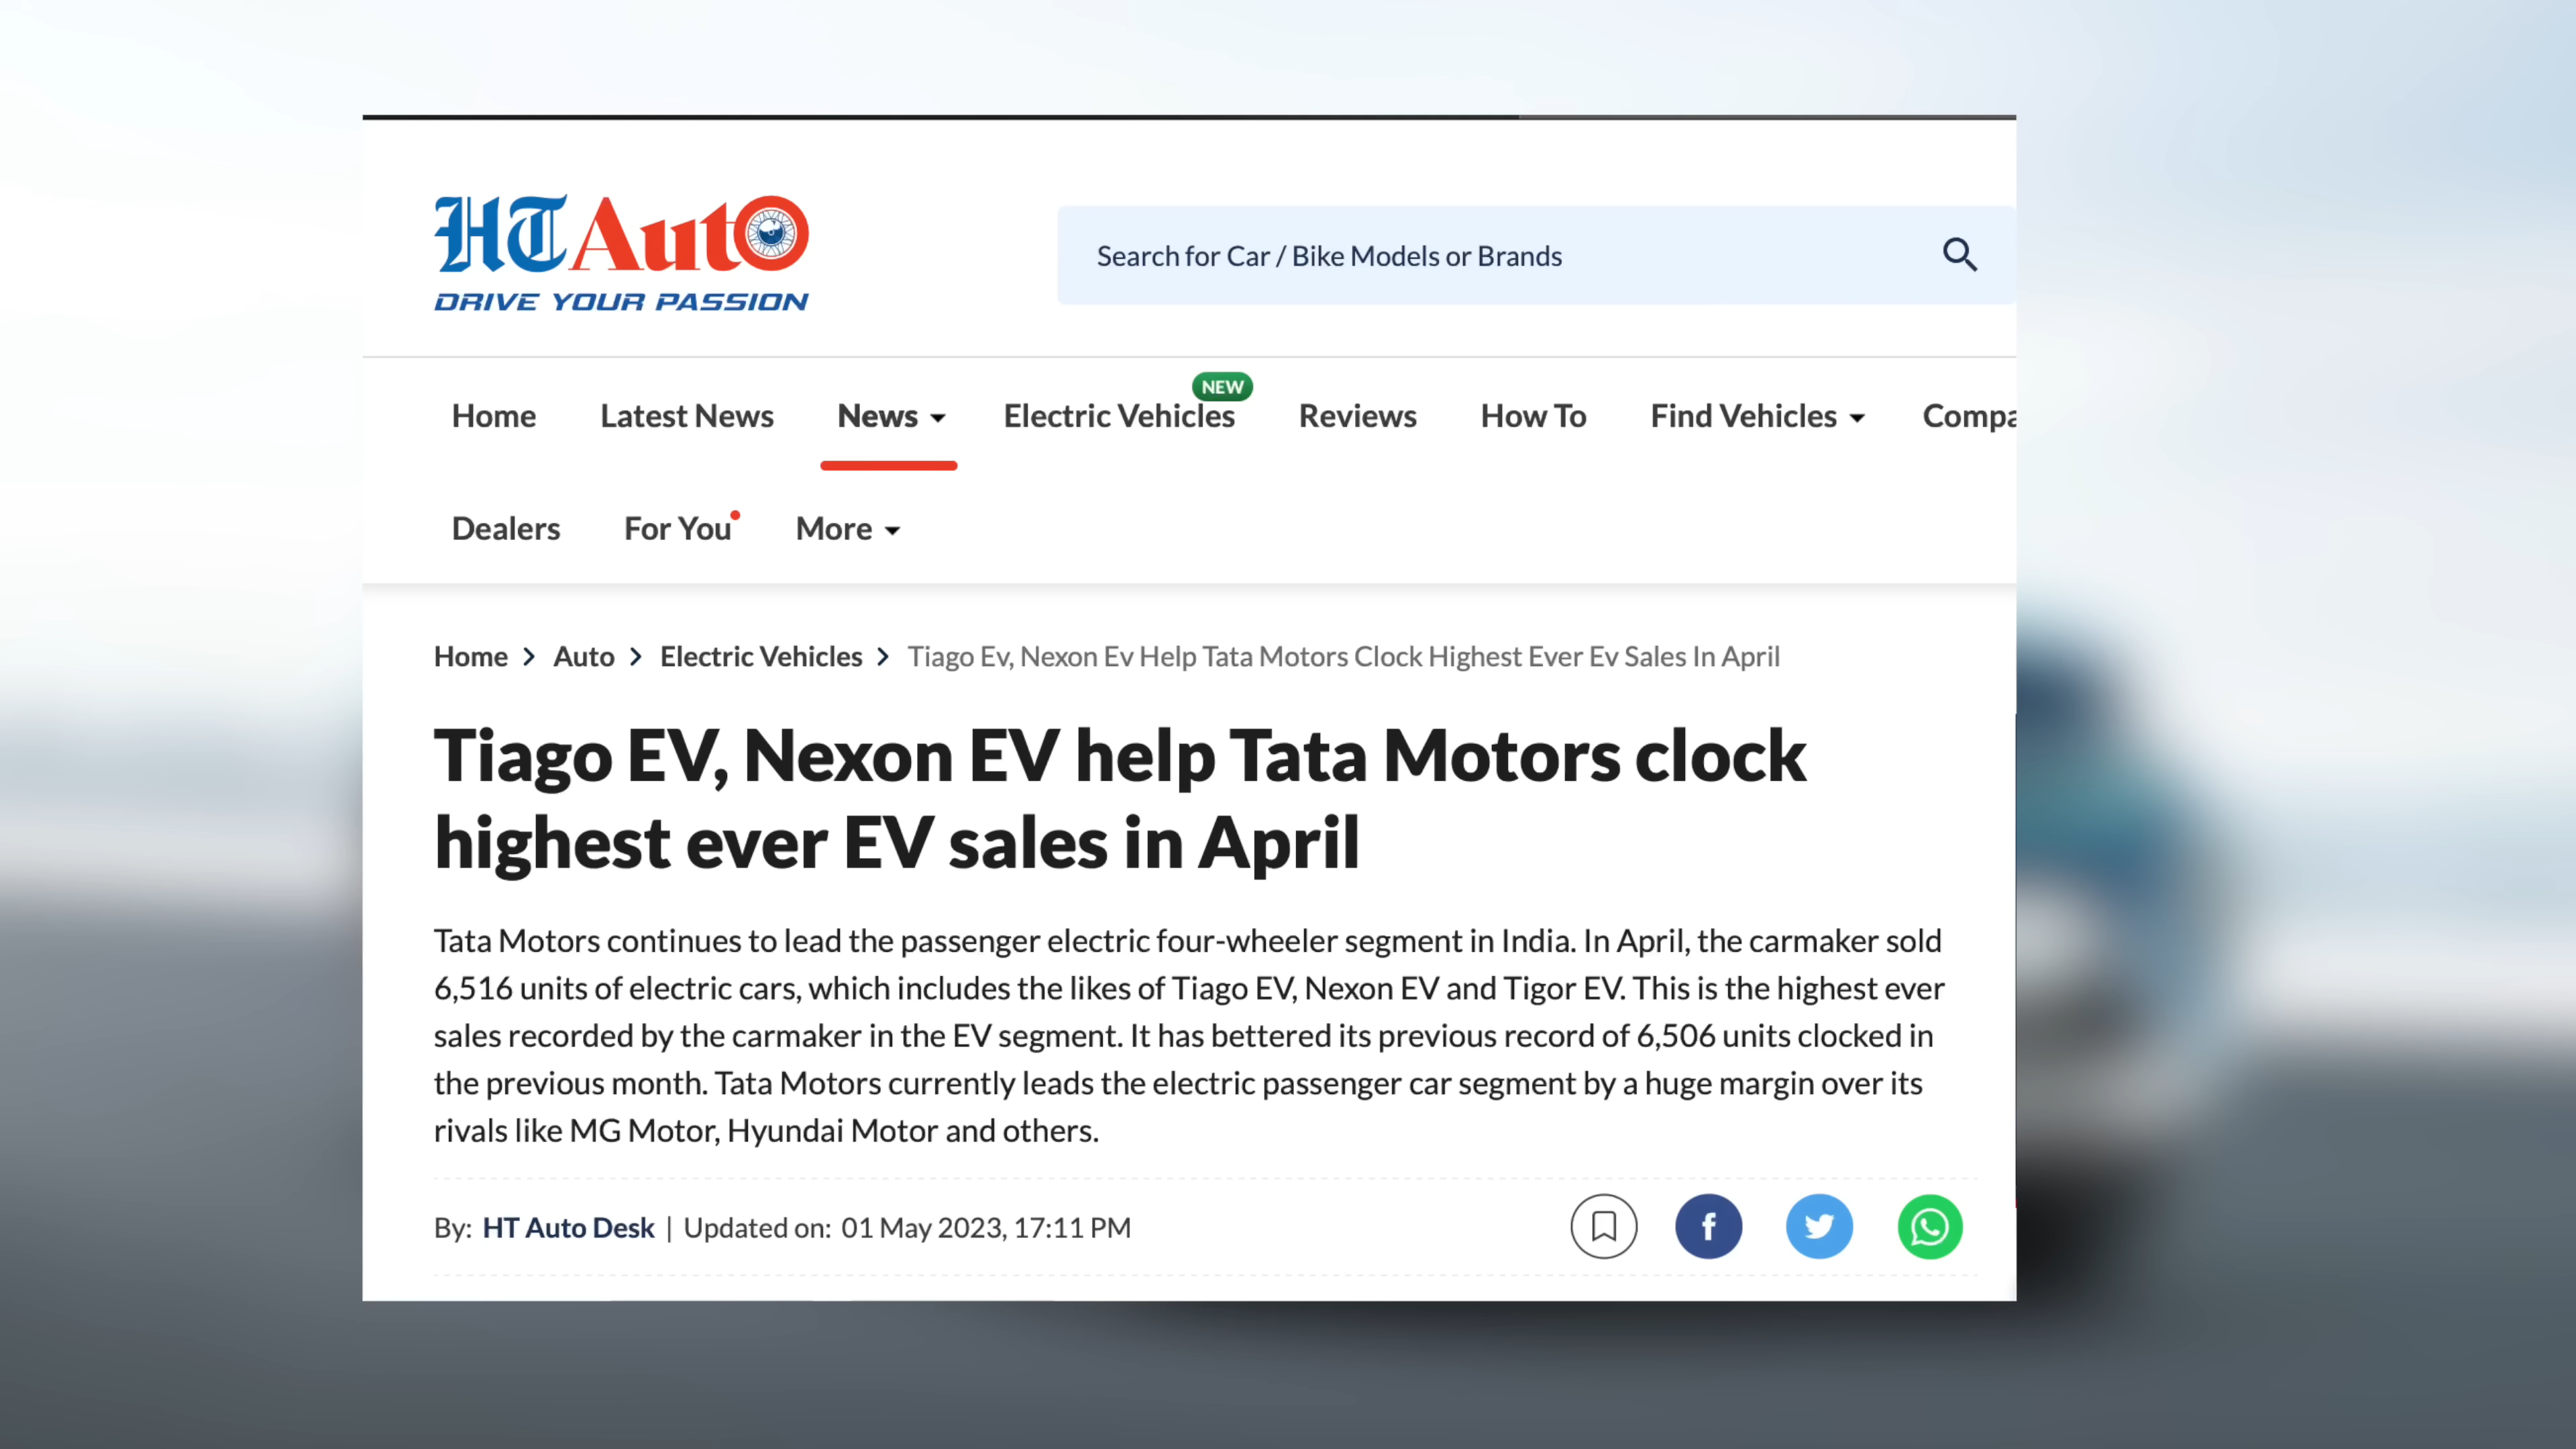 HT Auto
DRIVE YOUR PASSION
Search for Car / Bike Models or Brands
Home Latest News News Electric Vehicles NEW Reviews How To Find Vehicles Compa
Dealers For You More
Home > Auto > Electric Vehicles > Tiago Ev, Nexon Ev Help Tata Motors Clock Highest Ever Ev Sales In April
Tiago EV, Nexon EV help Tata Motors clock
highest ever EV sales in April
Tata Motors continues to lead the passenger electric four-wheeler segment in India. In April, the carmaker sold
6,516 units of electric cars, which includes the likes of Tiago EV, Nexon EV and Tigor EV. This is the highest ever
sales recorded by the carmaker in the EV segment. It has bettered its previous record of 6,506 units clocked in
the previous month. Tata Motors currently leads the electric passenger car segment by a huge margin over its
rivals like MG Motor, Hyundai Motor and others.
By: HT Auto Desk | Updated on: 01 May 2023, 17:11 PM